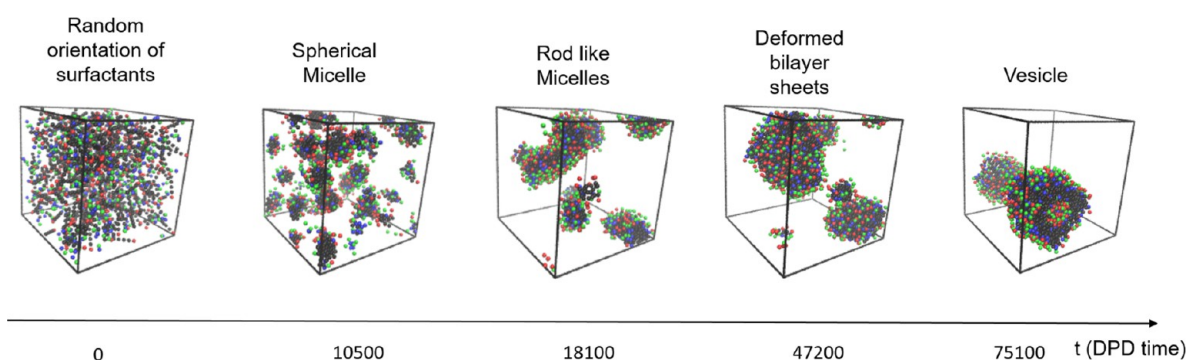 Random
orientation of
surfactants
Spherical
Micelle
Rod like
Micelles
Deformed
bilayer
sheets
Vesicle
0
10500
18100
47200
75100
t (DPD time)